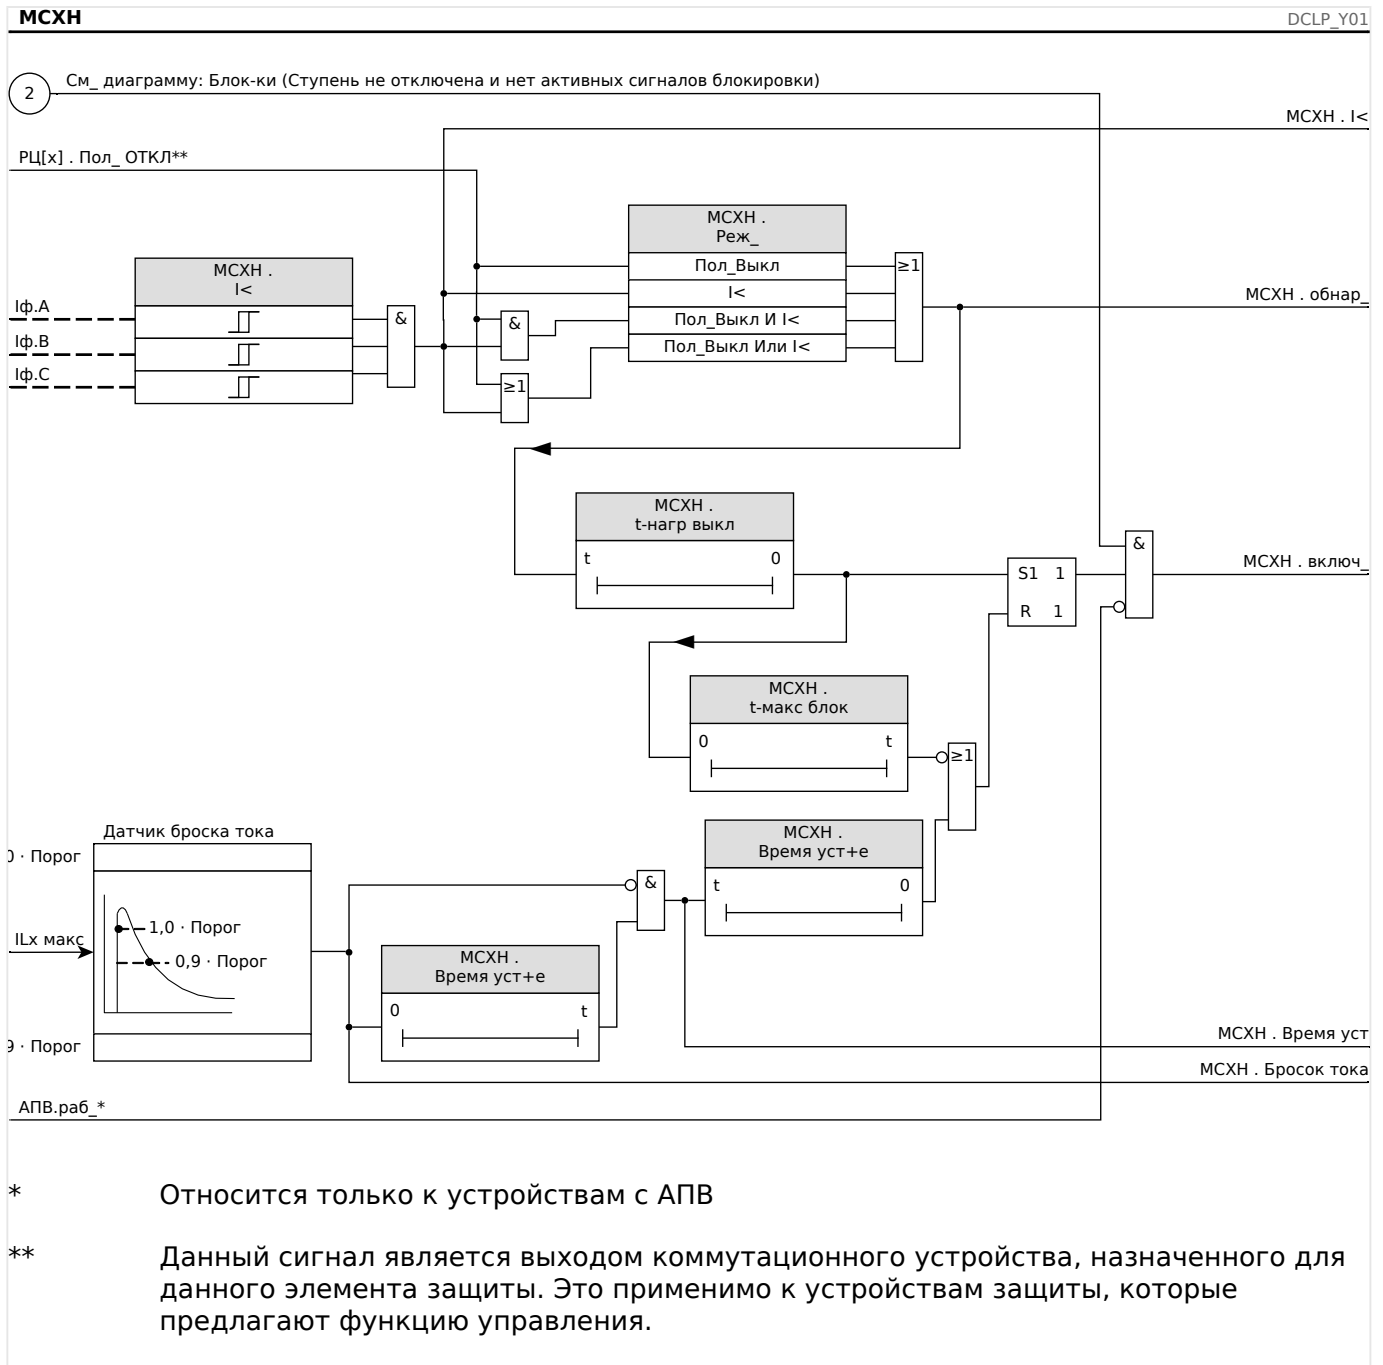 МСХН
DCLP_Y01
2
См_ диаграмму: Блок-ки (Ступень не отключена и нет активных сигналов блокировки)
МСХН . I<
РЦ[x] . Пол_ ОТКЛ**
МСХН .
Реж_
Пол_Выкл
I<
Пол_Выкл И I<
Пол_Выкл Или I<
≥1
МСХН .
I<
Iф.A
Iф.B
Iф.C
&
&
≥1
МСХН . обнар_
МСХН .
t-нагр выкл
t 0
S1 1
R 1
&
МСХН . включ_
МСХН .
t-макс блок
0 t
≥1
Датчик броска тока
0 · Порог
1,0 · Порог
0,9 · Порог
ILx макс
9 · Порог
&
МСХН .
Время уст+е
t 0
МСХН .
Время уст+е
0 t
МСХН . Время уст
МСХН . Бросок тока
АПВ.раб_*
* Относится только к устройствам с АПВ
** Данный сигнал является выходом коммутационного устройства, назначенного для
данного элемента защиты. Это применимо к устройствам защиты, которые
предлагают функцию управления.